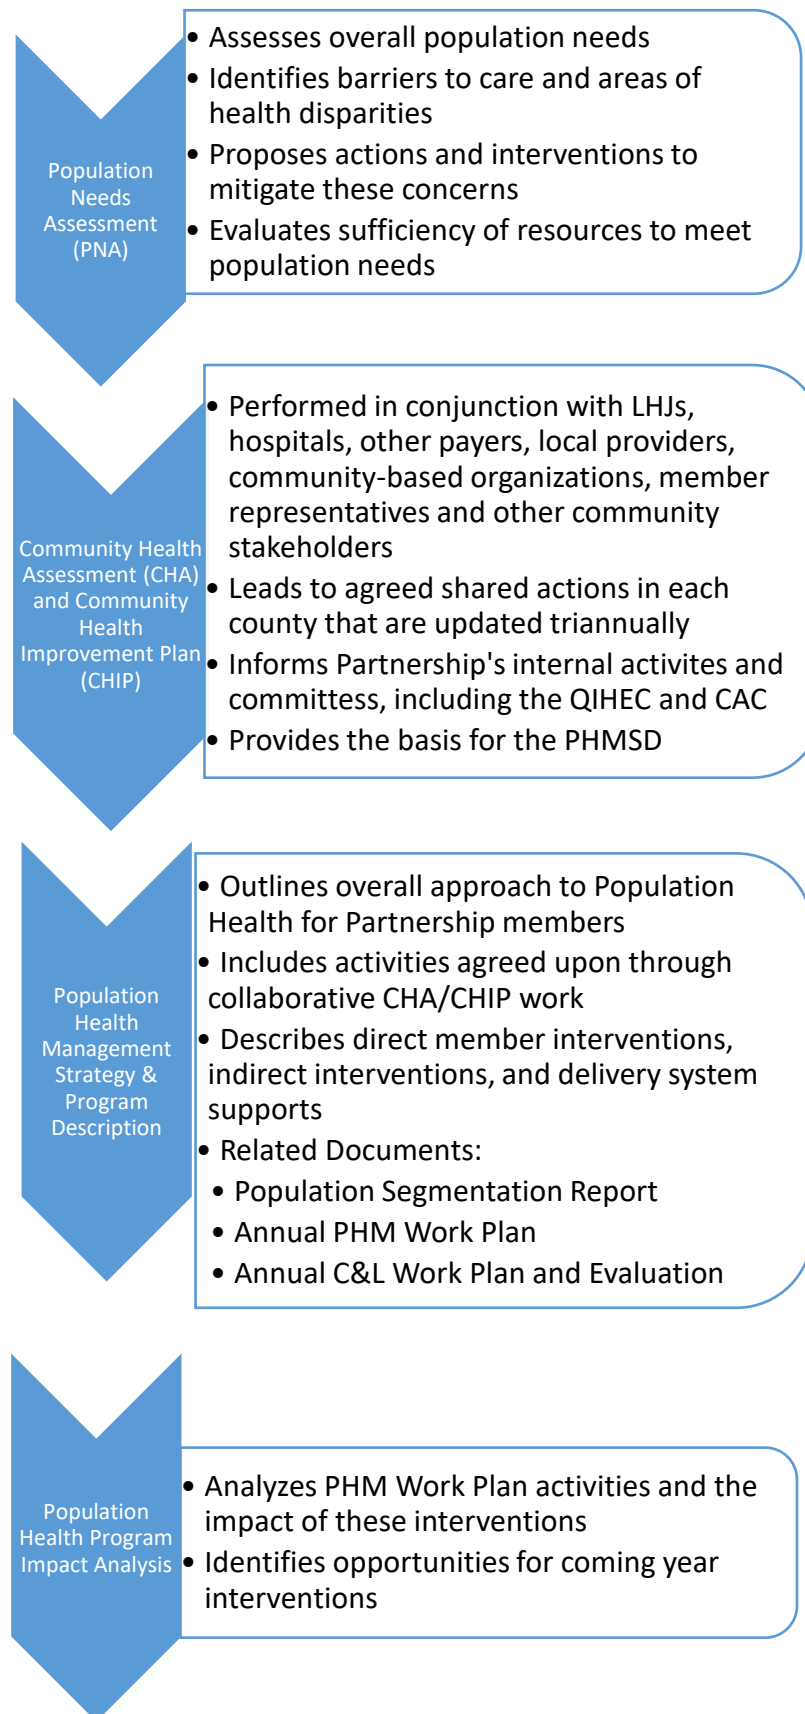 Population
Needs
Assessment
(PNA)
• Assesses overall population needs
• Identifies barriers to care and areas of
health disparities
• Proposes actions and interventions to
mitigate these concerns
• Evaluates sufficiency of resources to meet
population needs
Community Health
Assessment (CHA)
and Community
Health
Improvement Plan
(CHIP)
• Performed in conjunction with LHJs,
hospitals, other payers, local providers,
community-based organizations, member
representatives and other community
stakeholders
• Leads to agreed shared actions in each
county that are updated triannually
• Informs Partnership's internal activites and
committess, including the QIHEC and CAC
• Provides the basis for the PHMSD
Population
Health
Management
Strategy &
Program
Description
• Outlines overall approach to Population
Health for Partnership members
• Includes activities agreed upon through
collaborative CHA/CHIP work
• Describes direct member interventions,
indirect interventions, and delivery system
supports
• Related Documents:
• Population Segmentation Report
• Annual PHM Work Plan
• Annual C&L Work Plan and Evaluation
Population
Health Program
Impact Analysis
• Analyzes PHM Work Plan activities and the
impact of these interventions
• Identifies opportunities for coming year
interventions